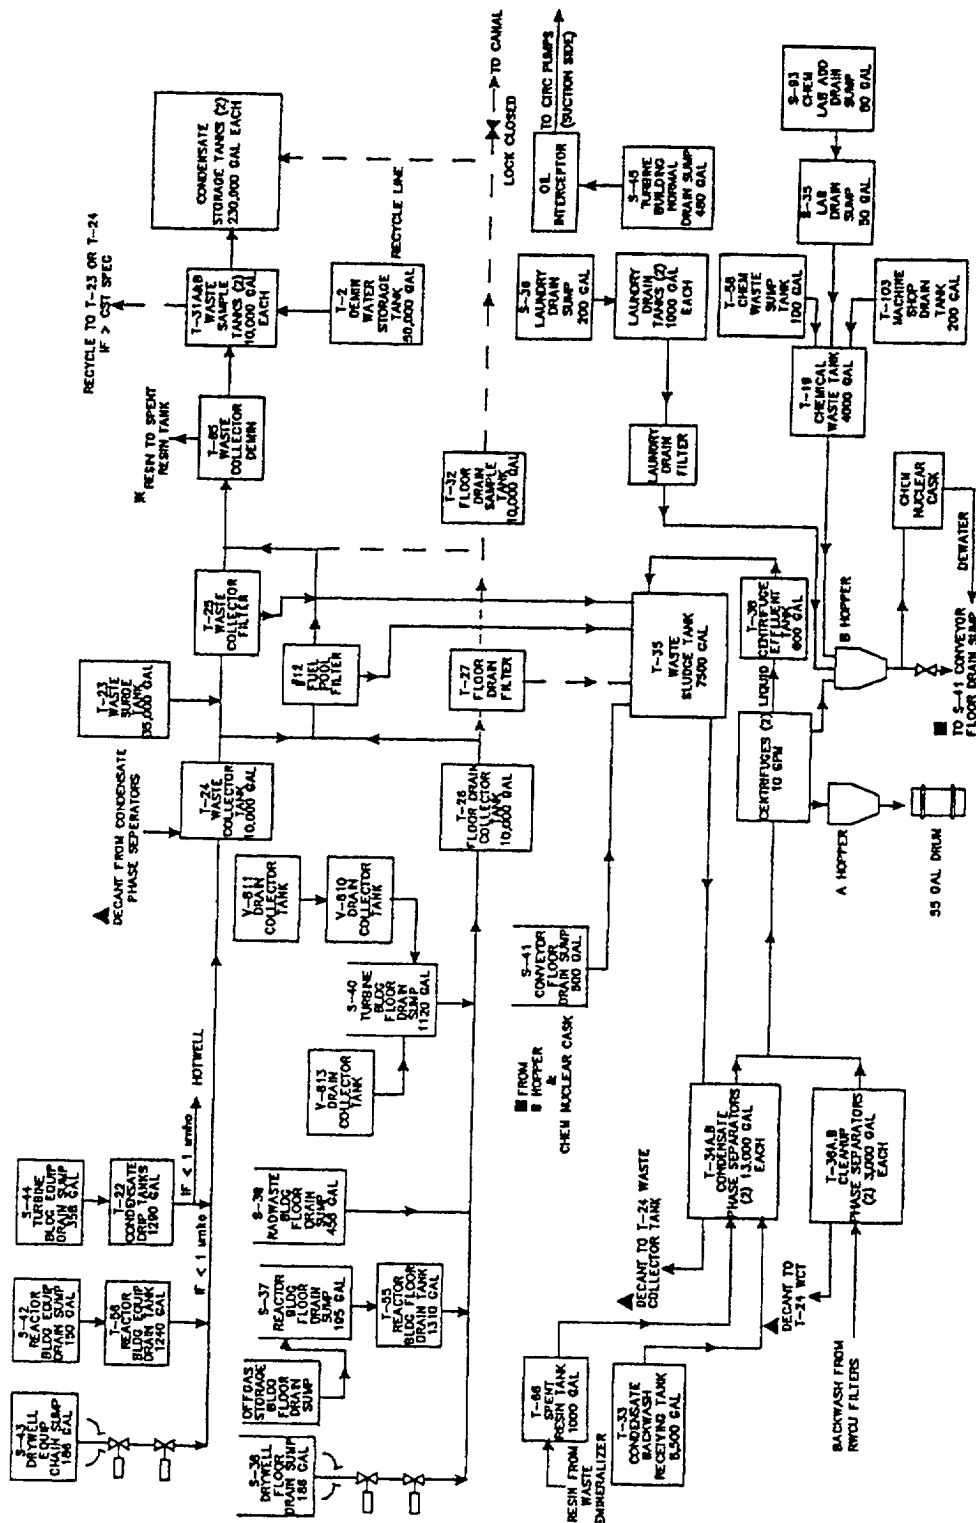 S-43
DRYWELL
EQUIP
CHAIN SUMP
188 GAL
S-42
REACTOR
BLDG EQUIP
DRAIN SUMP
150 GAL
T-56
REACTOR
BLDG EQUIP
DRAIN TANK
1240 GAL
S-44
TURBINE
BLDG EQUIP
DRAIN SUMP
358 GAL
T-22
CONDENSATE
DRIP TANKS
1290 GAL
IF < 1 umho
HOTWELL
IF < 1 umho
DECANT FROM CONDENSATE
PHASE SEPERATORS
T-24
WASTE
COLLECTOR
TANK
10,000 GAL
T-23
WASTE
SURGE
TANK
35,000 GAL
T-25
WASTE
COLLECTOR
FILTER
#12
FUEL
POOL
FILTER
RESIN TO SPENT
RESIN TANK
T-65
WASTE
COLLECTOR
DEMIN
RECYCLE TO T-23 OR T-24
IF > CST SPEC
T-31A&B
WASTE
SAMPLE
TANKS (2)
10,000 GAL
EACH
T-2
DEMIN
WATER
STORAGE
TANK
50,000 GAL
CONDENSATE
STORAGE TANKS (2)
230,000 GAL EACH
RECYCLE LINE
LOCK CLOSED
TO CANAL
S-36
DRYWELL
FLOOR
DRAIN SUMP
188 GAL
OFFGAS
STORAGE
BLDG
FLOOR
DRAIN
SUMP
S-37
REACTOR
BLDG
FLOOR
DRAIN
SUMP
195 GAL
T-55
REACTOR
BLDG FLOOR
DRAIN TANK
1310 GAL
S-38
RADWASTE
BLDG
FLOOR
DRAIN
SUMP
456 GAL
V-813
DRAIN
COLLECTOR
TANK
S-40
TURBINE
BLDG
FLOOR
DRAIN
SUMP
1120 GAL
V-811
DRAIN
COLLECTOR
TANK
V-810
DRAIN
COLLECTOR
TANK
T-26
FLOOR DRAIN
COLLECTOR
TANK
10,000 GAL
T-27
FLOOR
DRAIN
FILTER
T-32
FLOOR
DRAIN
SAMPLE
TANK
10,000 GAL
TO CIRC PUMPS
(SUCTION SIDE)
OIL
INTERCEPTOR
S-45
TURBINE
BUILDING
NORMAL
DRAIN SUMP
480 GAL
S-39
LAUNDRY
DRAIN
SUMP
200 GAL
LAUNDRY
DRAIN
TANKS (2)
1000 GAL
EACH
LAUNDRY
DRAIN
FILTER
S-93
CHEM
LAB ADD
DRAIN
SUMP
50 GAL
S-35
LAB
DRAIN
SUMP
50 GAL
T-58
CHEM
WASTE
SUMP
TANK
100 GAL
T-103
MACHINE
SHOP
DRAIN
TANK
200 GAL
T-19
CHEMICAL
WASTE TANK
4000 GAL
FROM
B HOPPER
&
CHEM NUCLEAR CASK
S-41
CONVEYOR
FLOOR
DRAIN SUMP
500 GAL
T-35
WASTE
SLUDGE TANK
7500 GAL
CENTRIFUGE
EFFLUENT
TANK
600 GAL
LIQUID
CENTRIFUGES (2)
10 GPM
A HOPPER
55 GAL DRUM
B HOPPER
CHEM
NUCLEAR
CASK
DEWATER
TO S-41 CONVEYOR
FLOOR DRAIN SUMP
RESIN FROM
WASTE
DEMINERALIZER
T-66
SPENT
RESIN TANK
1000 GAL
T-33
CONDENSATE
BACKWASH
RECEIVING TANK
8,500 GAL
DECANT TO T-24 WASTE
COLLECTOR TANK
T-34A,B
CONDENSATE
PHASE SEPARATORS
(2) 13,000 GAL
EACH
DECANT TO
T-24 WCT
BACKWASH FROM
RWCU FILTERS
T-36A,B
CLEANUP
PHASE SEPARATORS
(2) 3,000 GAL
EACH